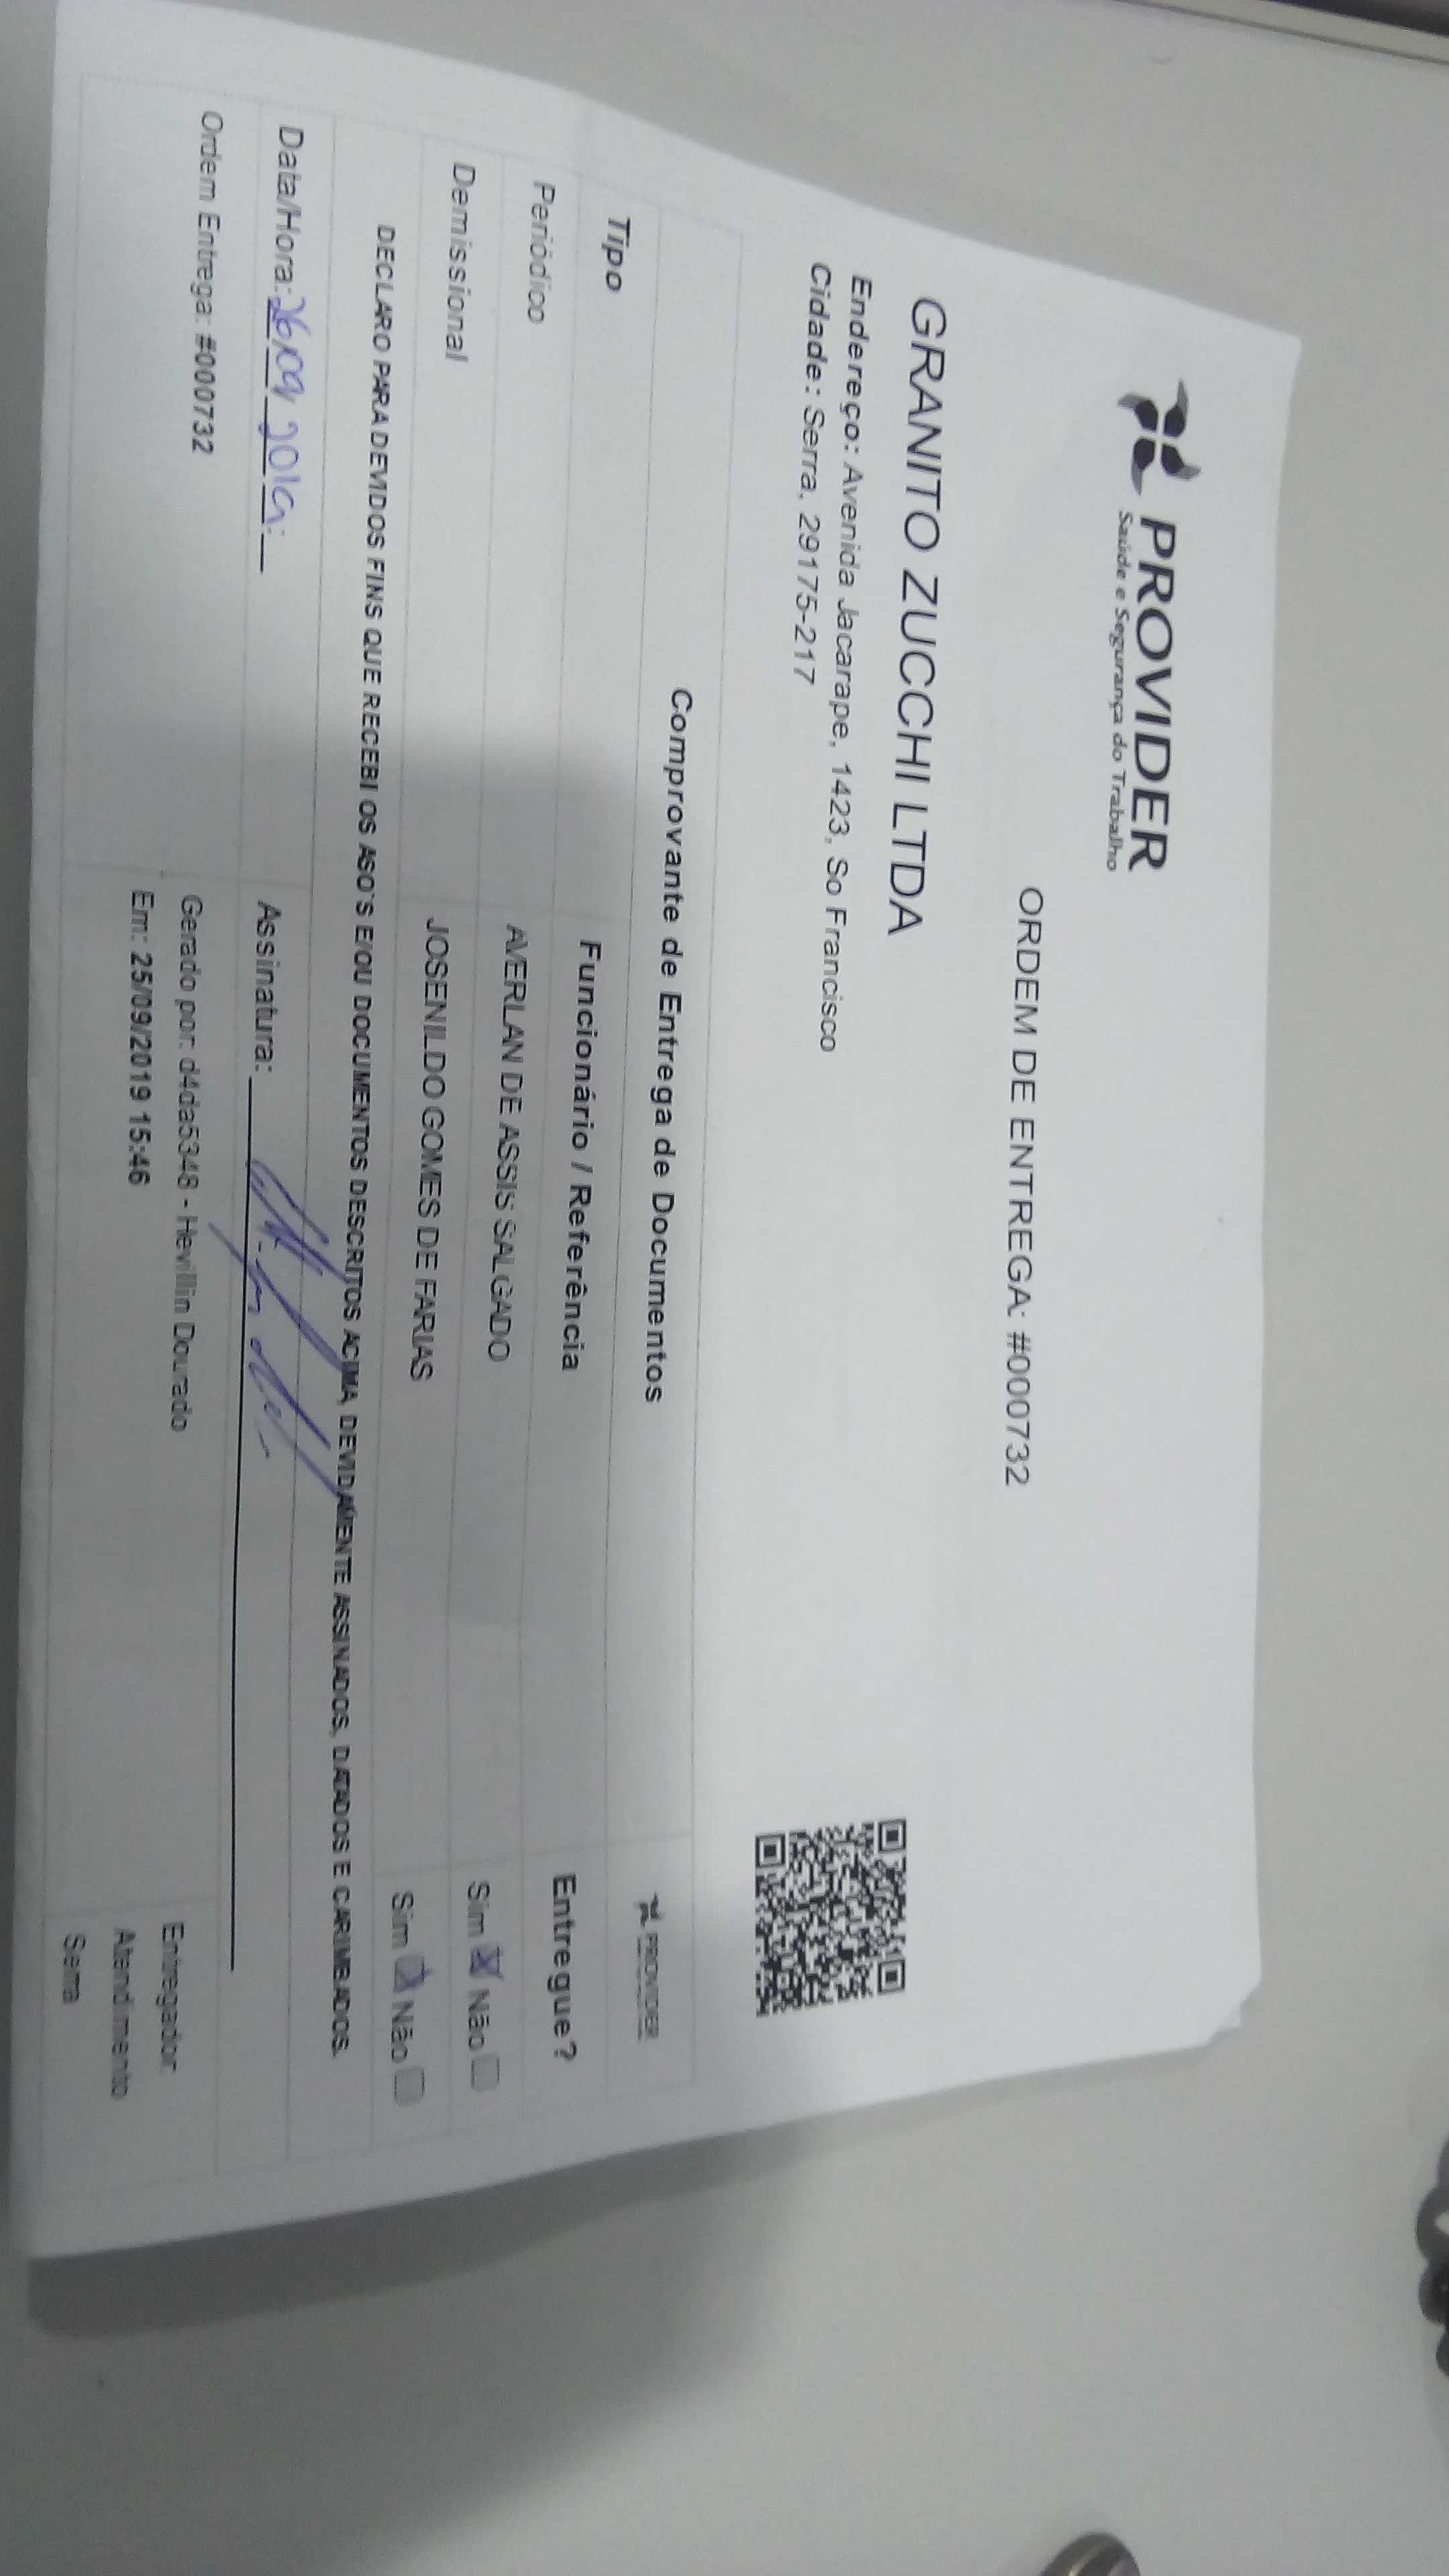 PROVIDER
Saúde e Segurança do Trabalho
ORDEM DE ENTREGA: #000732
GRANITO ZUCCHI LTDA
Endereço: Avenida Jacarape, 1423, So Francisco
Cidade: Serra, 29175-217
Comprovante de Entrega de Documentos
PROVIDER
Tipo Funcionário / Referência Entregue?
Periódico AVERLAN DE ASSIS SALGADO Sim X Não
Demissional JOSENILDO GOMES DE FARIAS Sim X Não
DECLARO PARA DEVIDOS FINS QUE RECEBI OS ASO'S E/OU DOCUMENTOS DESCRITOS ACIMA, DEVIDAMENTE ASSINADOS, DATADOS E CARIMBADOS.
Data/Hora: 26/09 2019 : Assinatura:
Ordem Entrega: #000732 Gerado por: d4da5348 - Hevillin Dourado Entregador:
Em: 25/09/2019 15:46 Atendimento
Serra